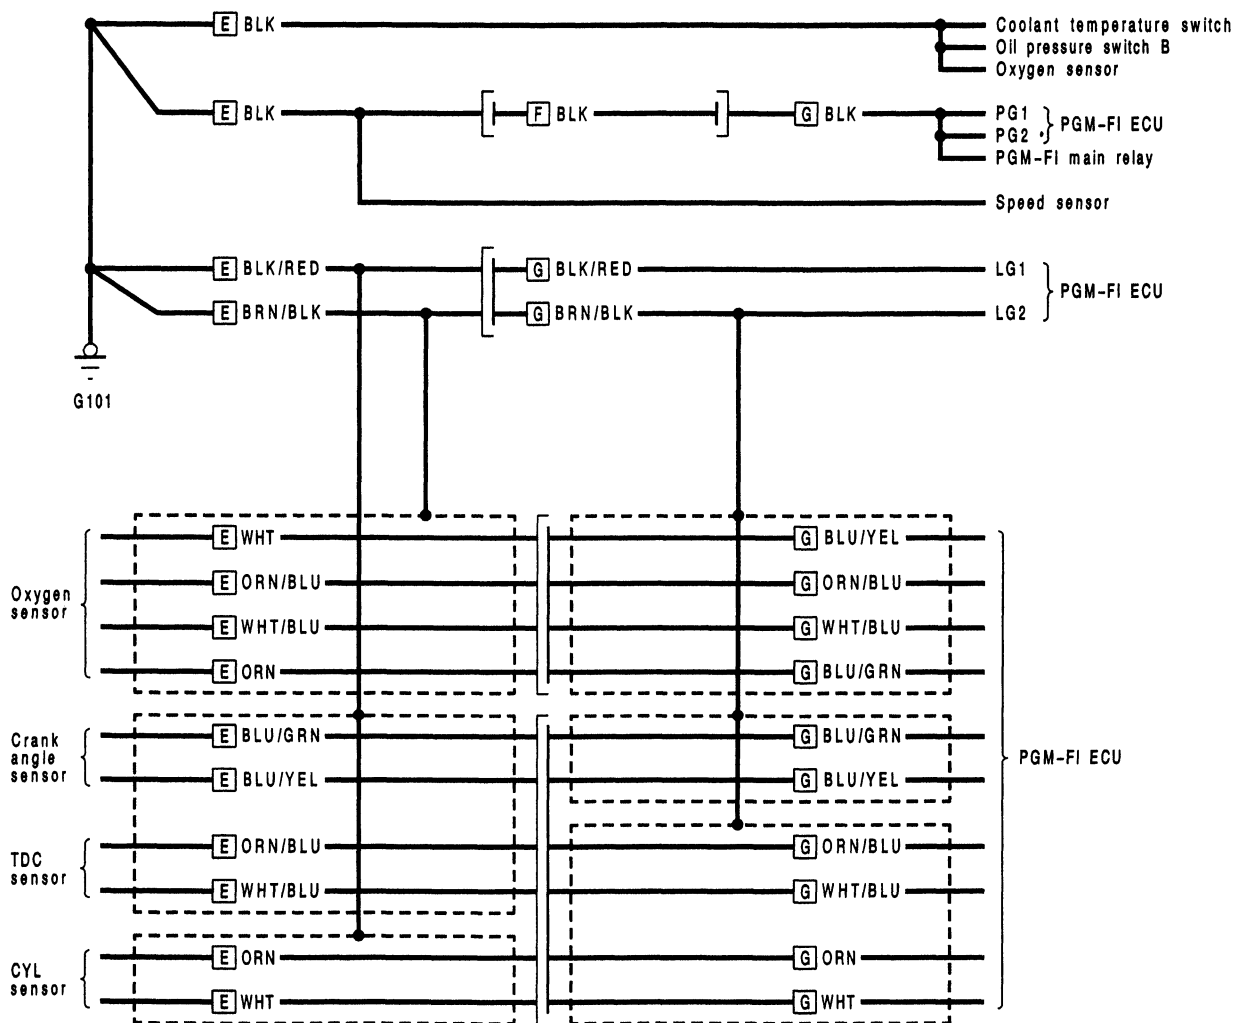 E BLK Coolant temperature switch
Oil pressure switch B
Oxygen sensor
E BLK F BLK G BLK PG1
PG2 PGM-FI ECU
PGM-FI main relay
Speed sensor
E BLK/RED G BLK/RED LG1
PGM-FI ECU
E BRN/BLK G BRN/BLK LG2
G101
E WHT G BLU/YEL
E ORN/BLU G ORN/BLU
Oxygen
sensor
E WHT/BLU G WHT/BLU
E ORN G BLU/GRN
E BLU/GRN G BLU/GRN
Crank
angle
sensor
PGM-FI ECU
E BLU/YEL G BLU/YEL
E ORN/BLU G ORN/BLU
TDC
sensor
E WHT/BLU G WHT/BLU
E ORN G ORN
CYL
sensor
E WHT G WHT